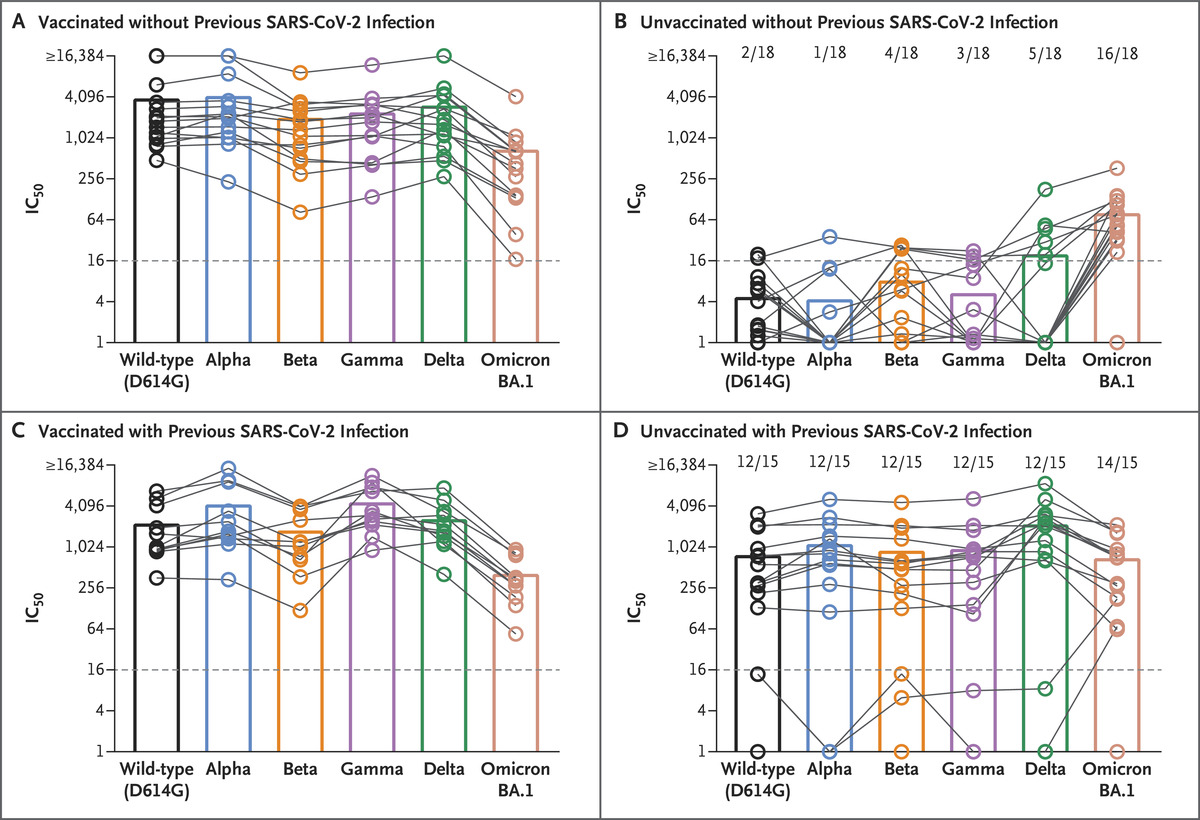 A Vaccinated without Previous SARS-CoV-2 Infection
≥16,384
4,096
1,024
256
64
16
4
1
IC50
Wild-type (D614G)
Alpha
Beta
Gamma
Delta
Omicron BA.1
B Unvaccinated without Previous SARS-CoV-2 Infection
2/18 1/18 4/18 3/18 5/18 16/18
≥16,384
4,096
1,024
256
64
16
4
1
IC50
Wild-type (D614G)
Alpha
Beta
Gamma
Delta
Omicron BA.1
C Vaccinated with Previous SARS-CoV-2 Infection
≥16,384
4,096
1,024
256
64
16
4
1
IC50
Wild-type (D614G)
Alpha
Beta
Gamma
Delta
Omicron BA.1
D Unvaccinated with Previous SARS-CoV-2 Infection
12/15 12/15 12/15 12/15 12/15 14/15
≥16,384
4,096
1,024
256
64
16
4
1
IC50
Wild-type (D614G)
Alpha
Beta
Gamma
Delta
Omicron BA.1